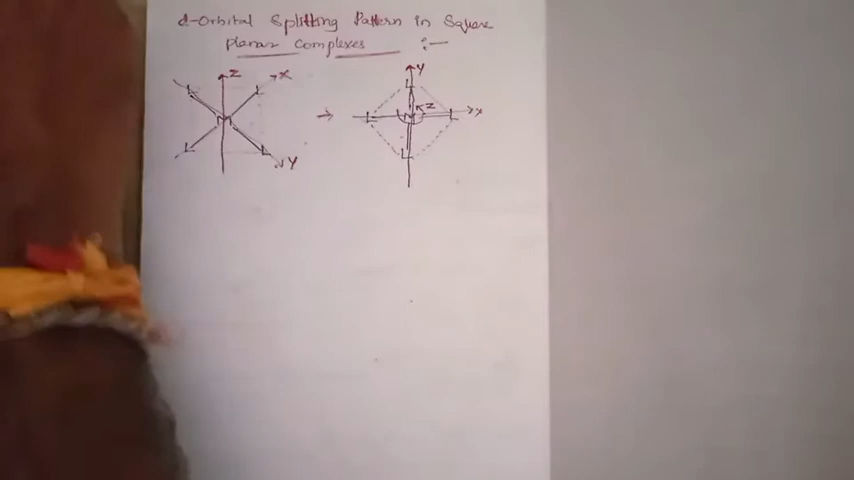 d-Orbital Splitting Pattern in Square
Planar Complexes :—
Z X
L L
M
L L
Y
→
Y
L
Z
L M L X
L